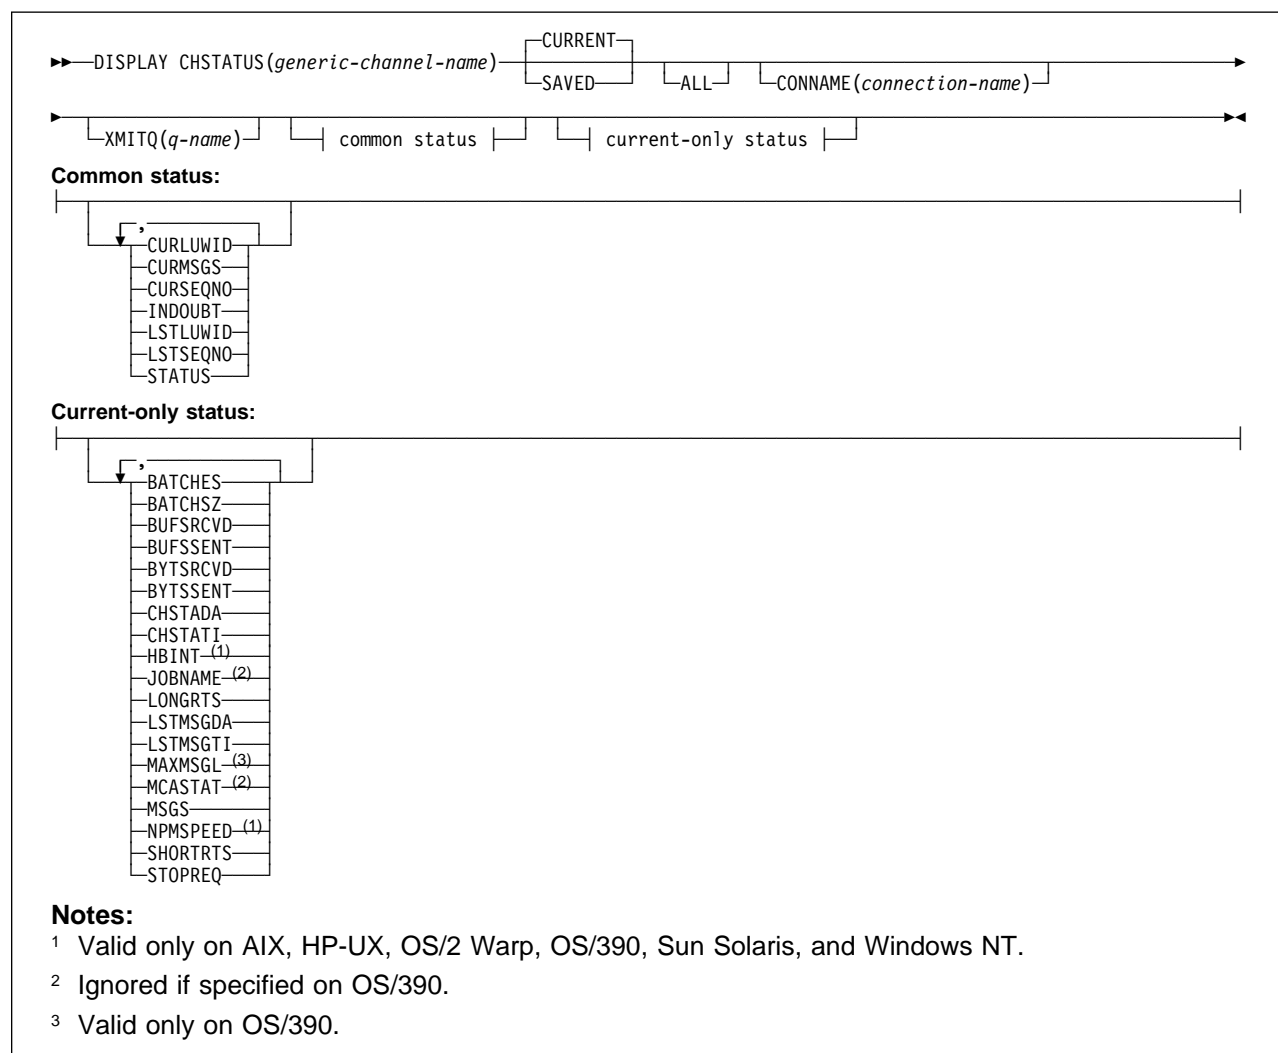 CURRENT
DISPLAY CHSTATUS(generic-channel-name)
SAVED
ALL
CONNAME(connection-name)
XMITQ(q-name)
common status
current-only status
Common status:
,
CURLUWID
CURMSGS
CURSEQNO
INDOUBT
LSTLUWID
LSTSEQNO
STATUS
Current-only status:
,
BATCHES
BATCHSZ
BUFSRCVD
BUFSSENT
BYTSRCVD
BYTSSENT
CHSTADA
CHSTATI
HBINT (1)
JOBNAME (2)
LONGRTS
LSTMSGDA
LSTMSGTI
MAXMSGL (3)
MCASTAT (2)
MSGS
NPMSPEED (1)
SHORTRTS
STOPREQ
Notes:
1 Valid only on AIX, HP-UX, OS/2 Warp, OS/390, Sun Solaris, and Windows NT.
2 Ignored if specified on OS/390.
3 Valid only on OS/390.